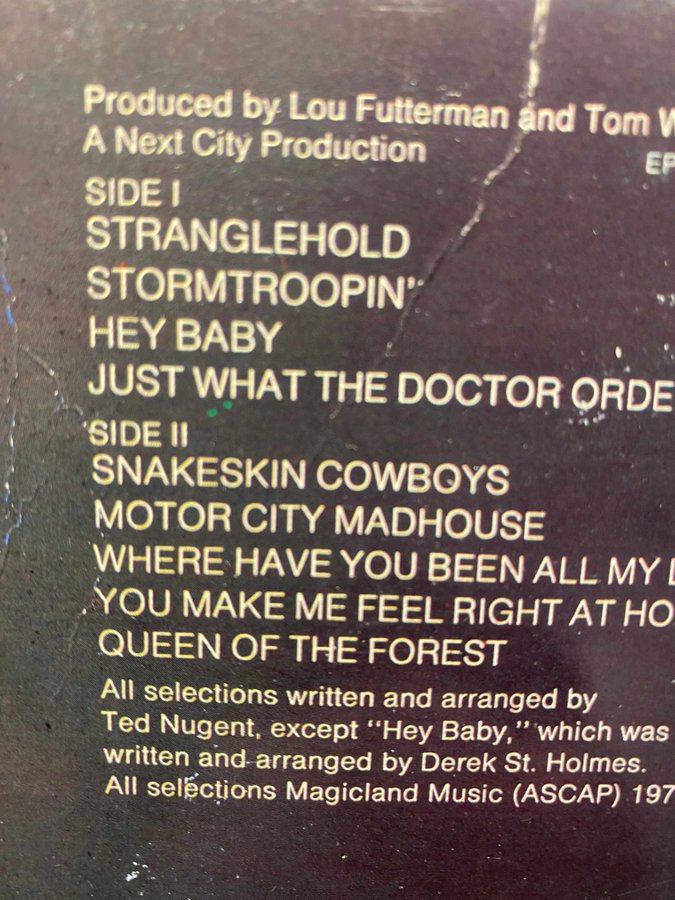 Produced by Lou Futterman and Tom W
A Next City Production
EP
SIDE I
STRANGLEHOLD
STORMTROOPIN'
HEY BABY
JUST WHAT THE DOCTOR ORDE
SIDE II
SNAKESKIN COWBOYS
MOTOR CITY MADHOUSE
WHERE HAVE YOU BEEN ALL MY L
YOU MAKE ME FEEL RIGHT AT HO
QUEEN OF THE FOREST
All selections written and arranged by
Ted Nugent, except "Hey Baby," which was
written and arranged by Derek St. Holmes.
All selections Magicland Music (ASCAP) 197